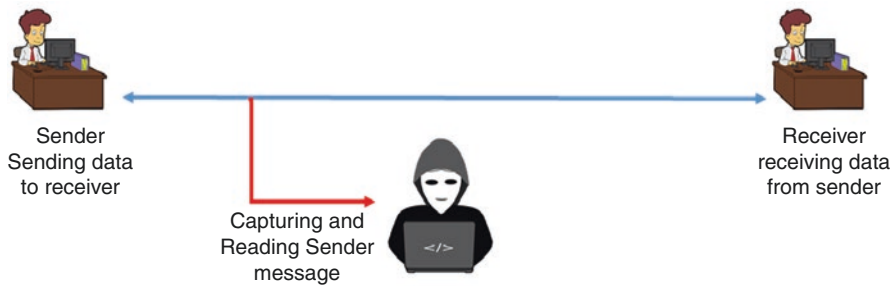 Sender
Sending data
to receiver
Receiver
receiving data
from sender
Capturing and
Reading Sender
message
</>